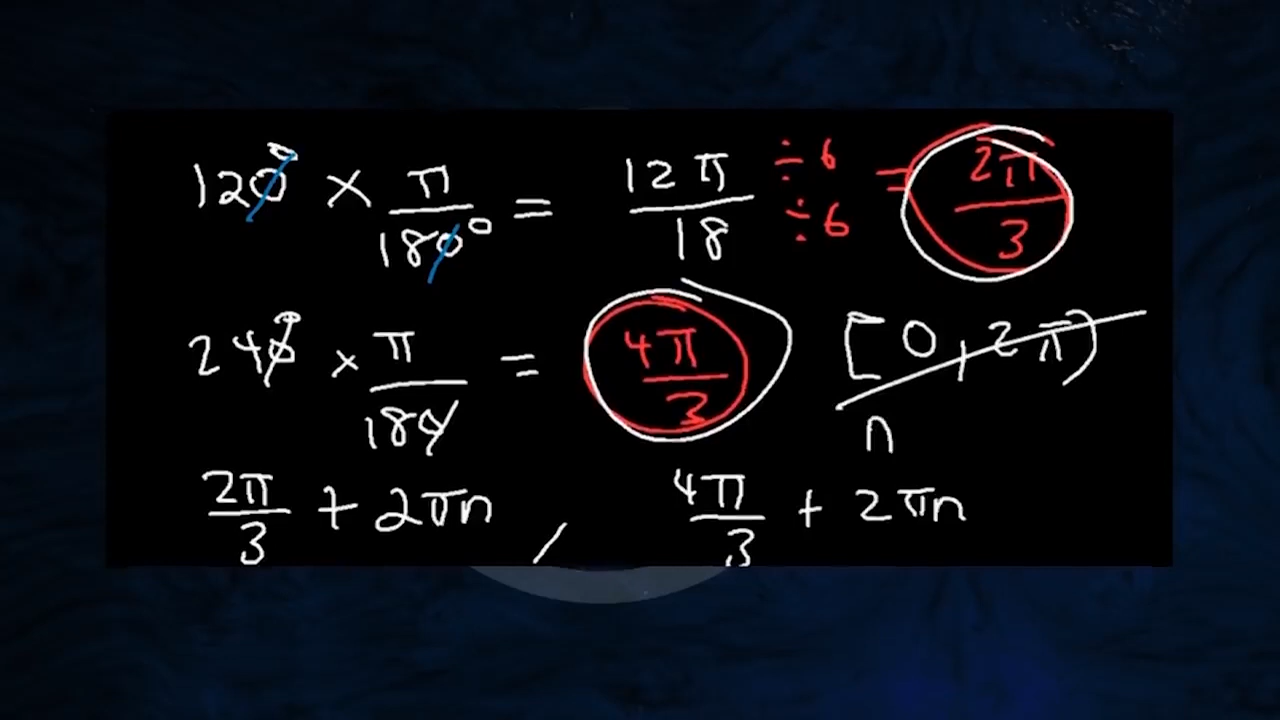 120° × π/180° = 12π/18 ÷6 ÷6 = 2π/3
240° × π/180 = 4π/3 [0, 2π)
n
2π/3 + 2πn , 4π/3 + 2πn